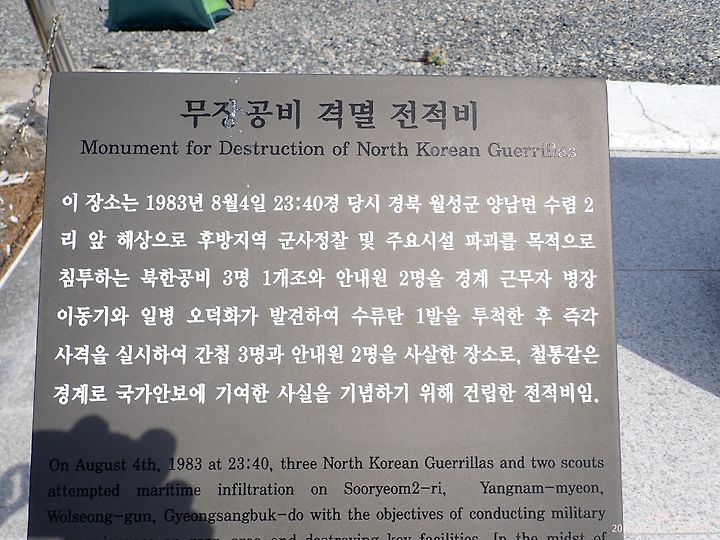 무장공비 격멸 전적비
Monument for Destruction of North Korean Guerrillas
이 장소는 1983년 8월4일 23:40경 당시 경북 월성군 양남면 수렴 2
리 앞 해상으로 후방지역 군사정찰 및 주요시설 파괴를 목적으로
침투하는 북한공비 3명 1개조와 안내원 2명을 경계 근무자 병장
이동기와 일병 오덕화가 발견하여 수류탄 1발을 투척한 후 즉각
사격을 실시하여 간첩 3명과 안내원 2명을 사살한 장소로, 철통같은
경계로 국가안보에 기여한 사실을 기념하기 위해 건립한 전적비임.
On August 4th, 1983 at 23:40, three North Korean Guerrillas and two scouts
attempted maritime infiltration on Sooryeom2-ri, Yangnam-myeon,
Wolseong-gun, Gyeongsangbuk-do with the objectives of conducting military
area and destroying key facilities. In the midst of